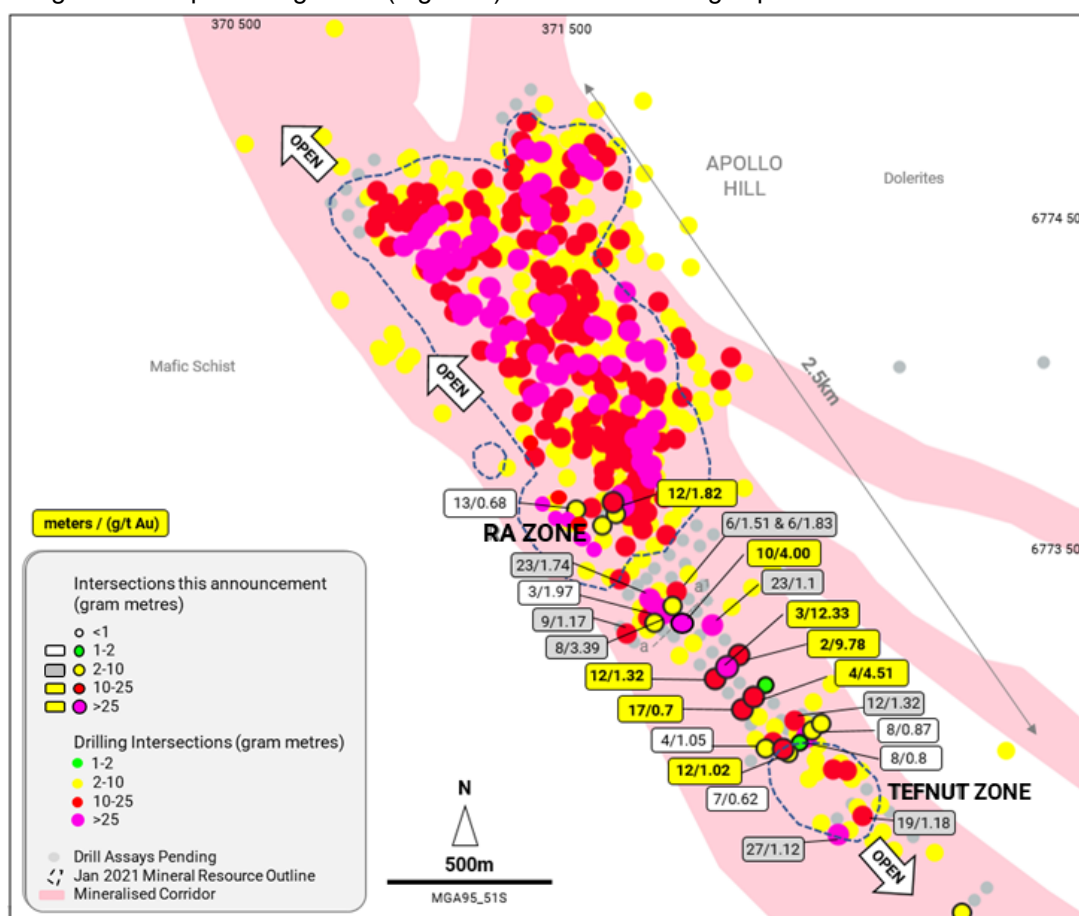 370 500
371 500
OPEN
APOLLO
HILL
Dolerites
6774 50
Mafic Schist
OPEN
2.5km
13/0.68
12/1.82
meters / (g/t Au)
RA ZONE
6/1.51 & 6/1.83
6773 50
10/4.00
23/1.74
a'
23/1.1
3/1.97
3/12.33
9/1.17
2/9.78
8/3.39
a
12/1.32
4/4.51
17/0.7
12/1.32
4/1.05
8/0.87
8/0.8
12/1.02
7/0.62
TEFNUT ZONE
19/1.18
27/1.12
OPEN
Intersections this announcement
(gram metres)
<1
1-2
2-10
10-25
>25
Drilling Intersections (gram metres)
1-2
2-10
10-25
>25
Drill Assays Pending
Jan 2021 Mineral Resource Outline
Mineralised Corridor
N
500m
MGA95_51S